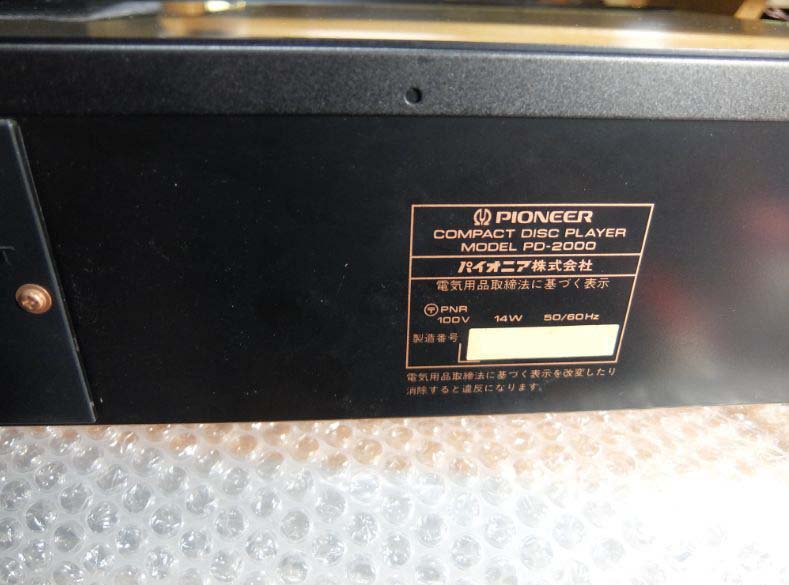 PIONEER
COMPACT DISC PLAYER
MODEL PD-2000
パイオニア株式会社
電気用品取締法に基づく表示
〒 PNR
100V 14W 50/60Hz
製造番号
電気用品取締法に基づく表示を改変したり
消除すると違反になります。